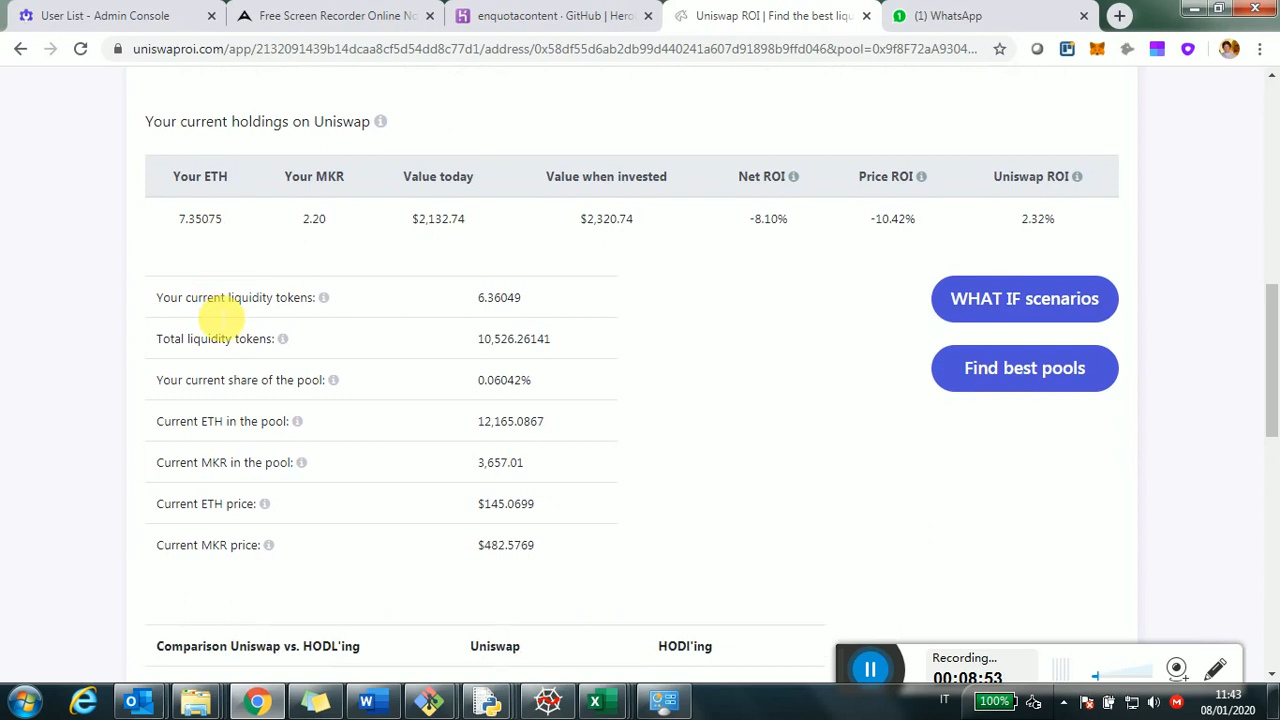 User List - Admin Console
Free Screen Recorder Online No
enquotacontent · GitHub | Hero
Uniswap ROI | Find the best liqu
(1) WhatsApp
uniswaproi.com/app/2132091439b14dcaa8cf5d54dd8c77d1/address/0x58df55d6ab2db99d440241a607d91898b9ffd046&pool=0x9f8F72aA9304...
Your current holdings on Uniswap
Your ETH Your MKR Value today Value when invested Net ROI Price ROI Uniswap ROI
7.35075 2.20 $2,132.74 $2,320.74 -8.10% -10.42% 2.32%
Your current liquidity tokens: 6.36049
Total liquidity tokens: 10,526.26141
Your current share of the pool: 0.06042%
Current ETH in the pool: 12,165.0867
Current MKR in the pool: 3,657.01
Current ETH price: $145.0699
Current MKR price: $482.5769
WHAT IF scenarios
Find best pools
Comparison Uniswap vs. HODL'ing Uniswap HODl'ing
Recording...
00:08:53
IT 100% 11:43
08/01/2020